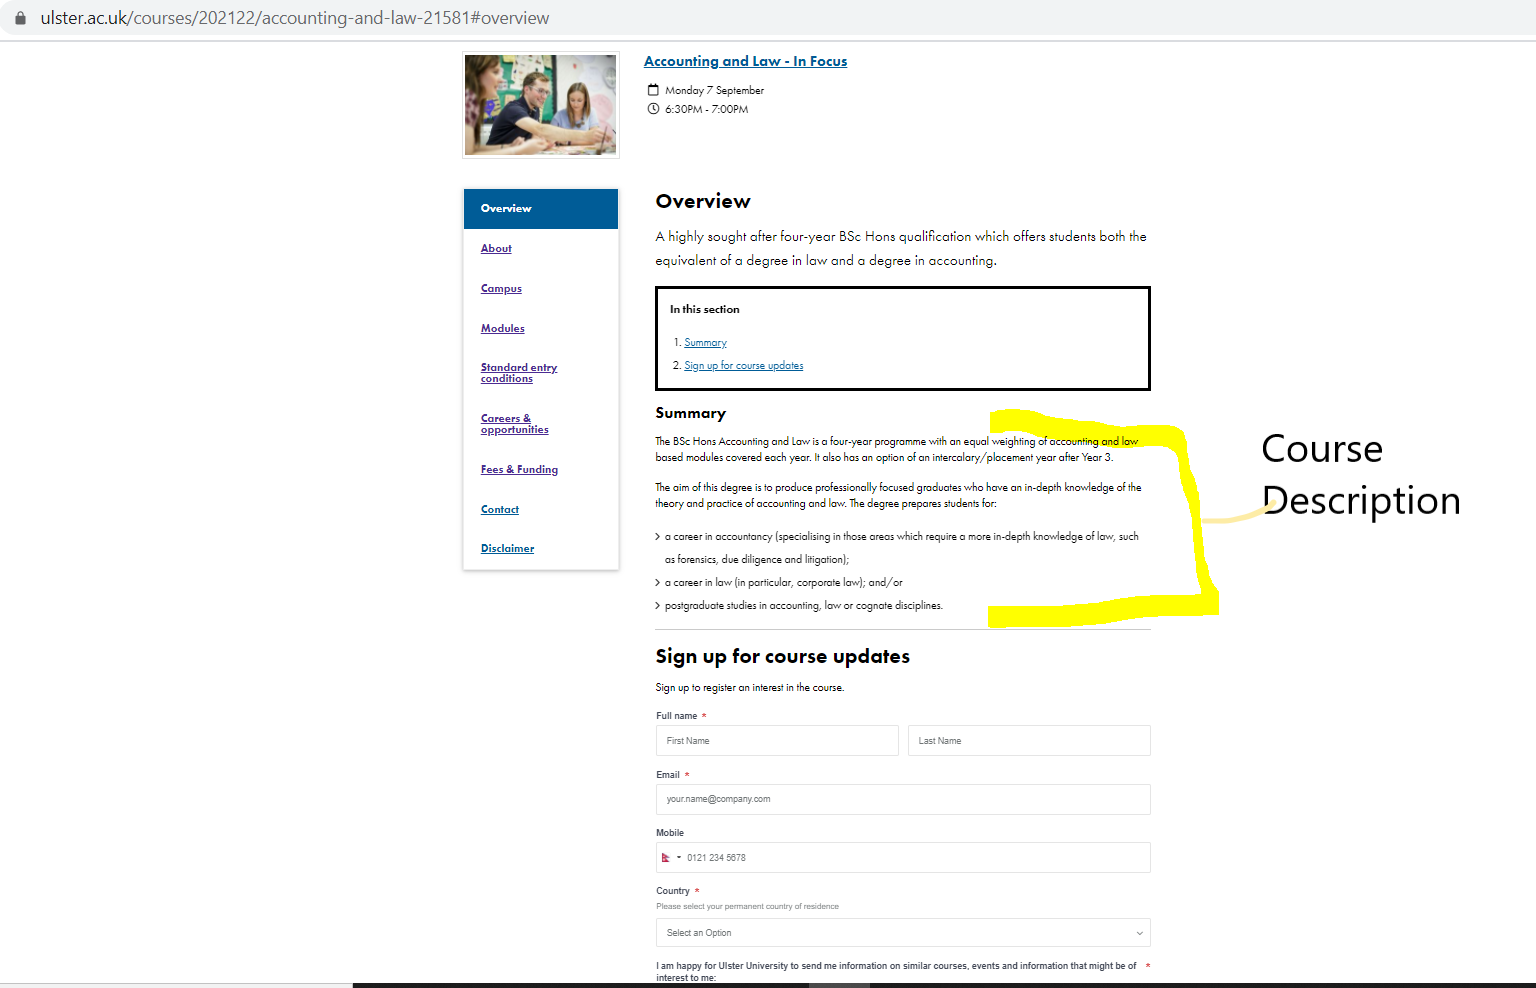 ulster.ac.uk/courses/202122/accounting-and-law-21581#overview
Accounting and Law - In Focus
Monday 7 September
6:30PM - 7:00PM
Overview
About
Campus
Modules
Standard entry
conditions
Careers &
opportunities
Fees & Funding
Contact
Disclaimer
Overview
A highly sought after four-year BSc Hons qualification which offers students both the
equivalent of a degree in law and a degree in accounting.
In this section
1. Summary
2. Sign up for course updates
Summary
The BSc Hons Accounting and Law is a four-year programme with an equal weighting of accounting and law
based modules covered each year. It also has an option of an intercalary/placement year after Year 3.
The aim of this degree is to produce professionally focused graduates who have an in-depth knowledge of the
theory and practice of accounting and law. The degree prepares students for:
a career in accountancy (specialising in those areas which require a more in-depth knowledge of law, such
as forensics, due diligence and litigation);
a career in law (in particular, corporate law); and/or
postgraduate studies in accounting, law or cognate disciplines.
Course
Description
Sign up for course updates
Sign up to register an interest in the course.
Full name *
First Name
Last Name
Email *
your.name@company.com
Mobile
0121 234 5678
Country *
Please select your permanent country of residence
Select an Option
I am happy for Ulster University to send me information on similar courses, events and information that might be of *
interest to me: